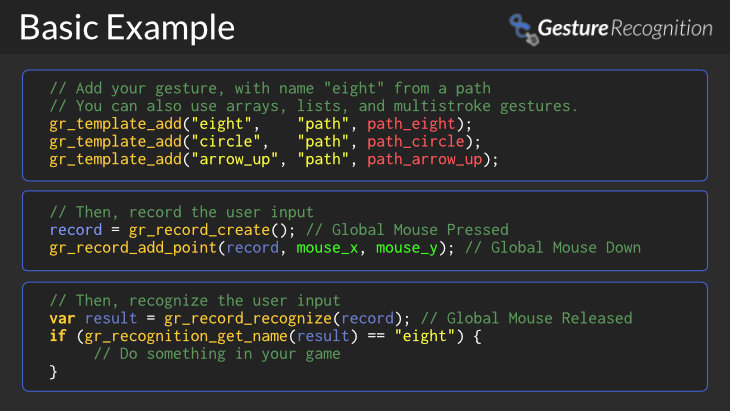 Basic Example
GestureRecognition
// Add your gesture, with name "eight" from a path
// You can also use arrays, lists, and multistroke gestures.
gr_template_add("eight",    "path", path_eight);
gr_template_add("circle",   "path", path_circle);
gr_template_add("arrow_up", "path", path_arrow_up);
// Then, record the user input
record = gr_record_create(); // Global Mouse Pressed
gr_record_add_point(record, mouse_x, mouse_y); // Global Mouse Down
// Then, recognize the user input
var result = gr_record_recognize(record); // Global Mouse Released
if (gr_recognition_get_name(result) == "eight") {
     // Do something in your game
}